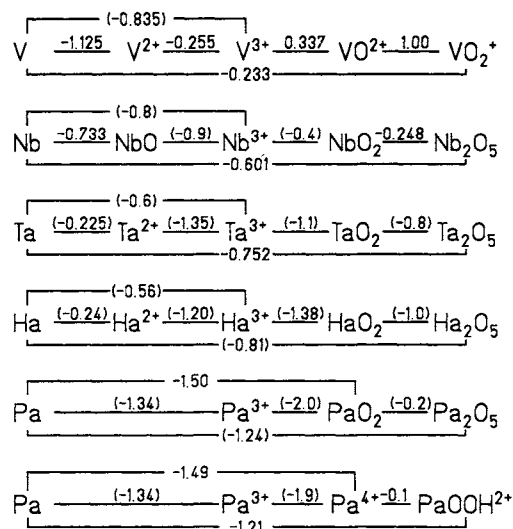 (-0.835)
V -1.125 V2+ -0.255 V3+ 0.337 VO2+ 1.00 VO2+
-0.233
(-0.8)
Nb -0.733 NbO (-0.9) Nb3+ (-0.4) NbO2 -0.248 Nb2O5
-0.601
(-0.6)
Ta (-0.225) Ta2+ (-1.35) Ta3+ (-1.1) TaO2 (-0.8) Ta2O5
-0.752
(-0.56)
Ha (-0.24) Ha2+ (-1.20) Ha3+ (-1.38) HaO2 (-1.0) Ha2O5
(-0.81)
-1.50
Pa (-1.34) Pa3+ (-2.0) PaO2 (-0.2) Pa2O5
(-1.24)
-1.49
Pa (-1.34) Pa3+ (-1.9) Pa4+ -0.1 PaOOH2+
-1.21